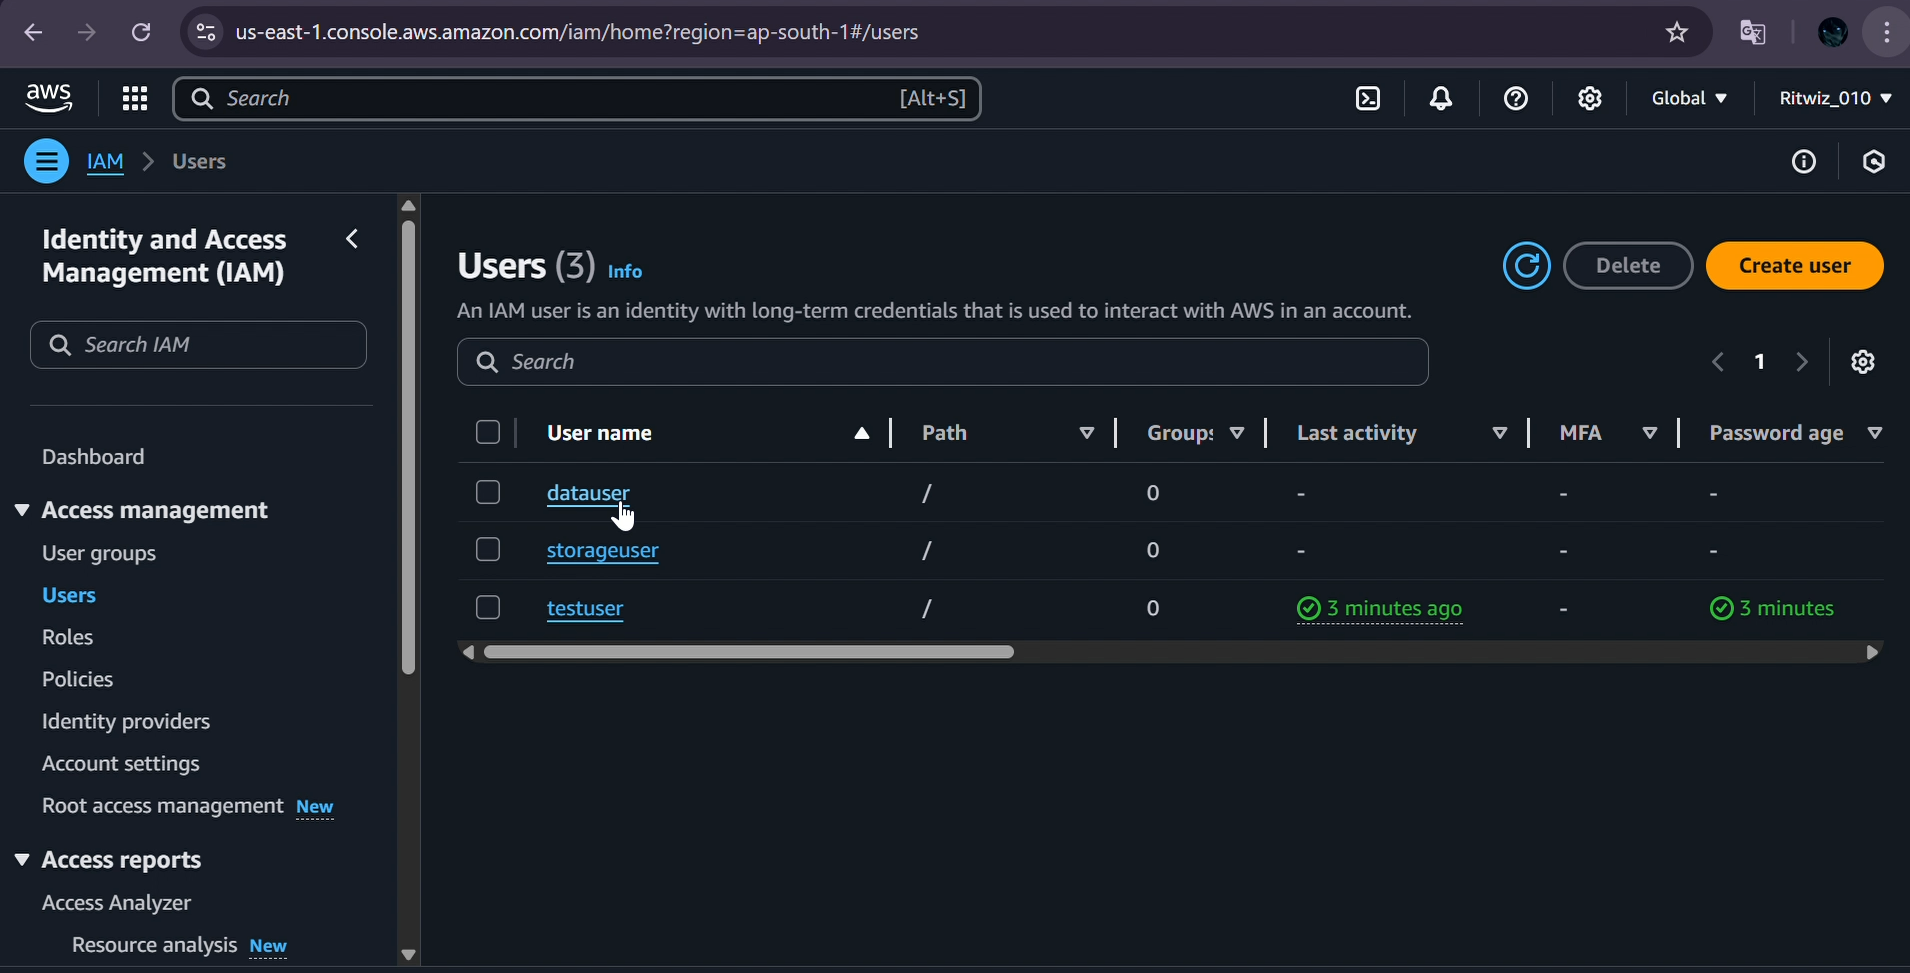 us-east-1.console.aws.amazon.com/iam/home?region=ap-south-1#/users
aws
Search [Alt+S]
Global
Ritwiz_010
IAM > Users
Identity and Access
Management (IAM)
Search IAM
Dashboard
Access management
User groups
Users
Roles
Policies
Identity providers
Account settings
Root access management New
Access reports
Access Analyzer
Resource analysis New
Users (3) Info
Delete
Create user
An IAM user is an identity with long-term credentials that is used to interact with AWS in an account.
Search
1
User name Path Groups Last activity MFA Password age
datauser / 0 - - -
storageuser / 0 - - -
testuser / 0 3 minutes ago - 3 minutes